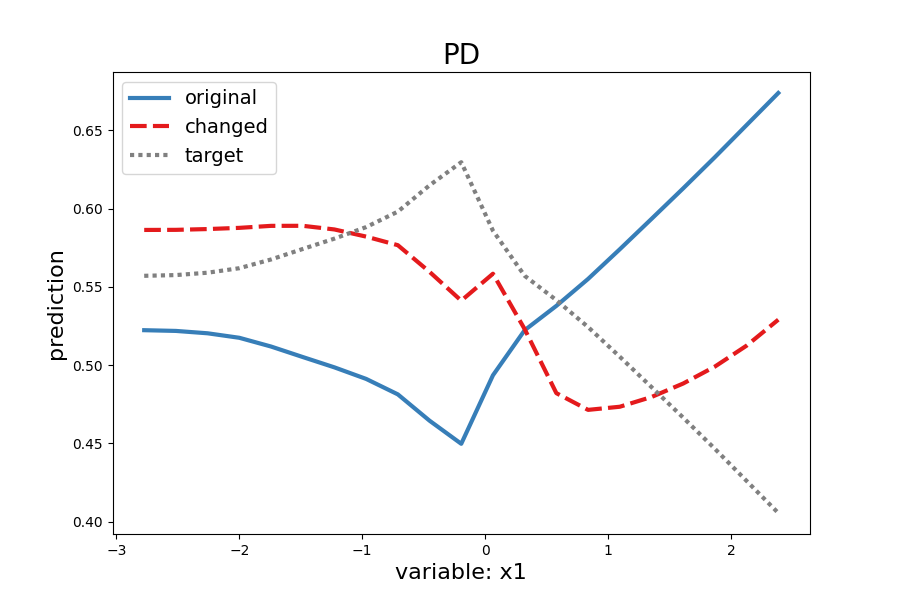 PD
original
changed
target
prediction
0.65
0.60
0.55
0.50
0.45
0.40
−3
−2
−1
0
1
2
variable: x1